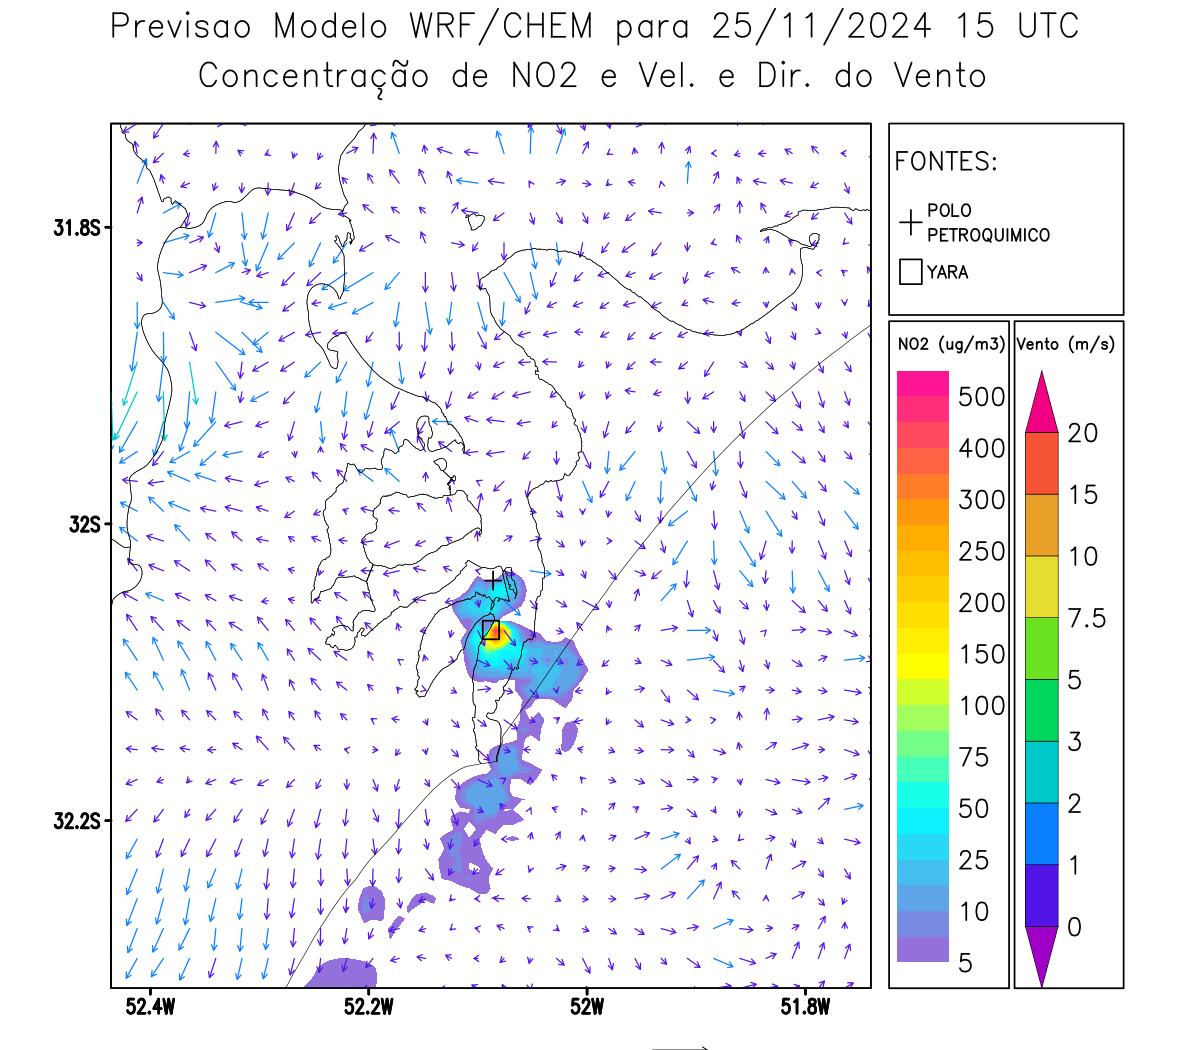 Previsao Modelo WRF/CHEM para 25/11/2024 15 UTC
Concentração de NO2 e Vel. e Dir. do Vento
FONTES:
POLO
PETROQUIMICO
YARA
NO2 (ug/m3)
500
400
300
250
200
150
100
75
50
25
10
5
Vento (m/s)
20
15
10
7.5
5
3
2
1
0
31.8S
32S
32.2S
52.4W
52.2W
52W
51.8W